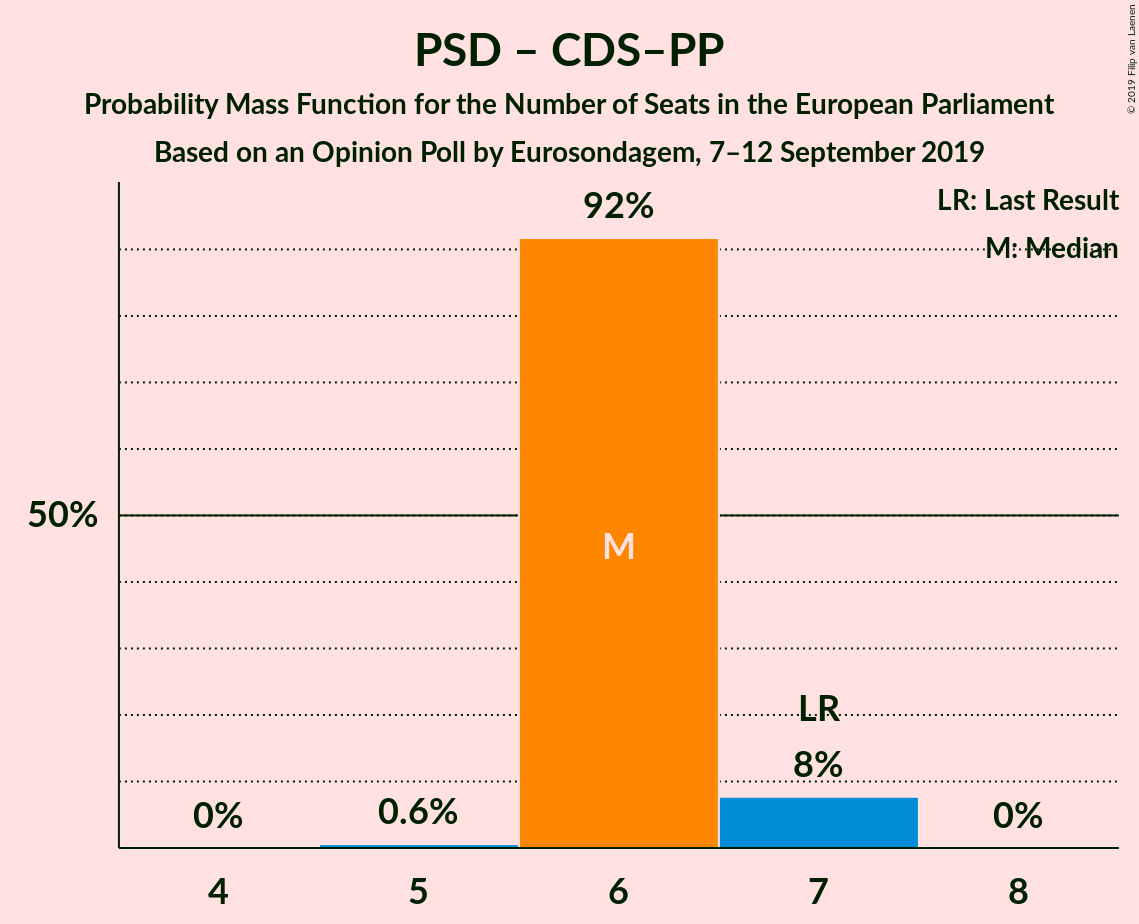 PSD – CDS–PP
Probability Mass Function for the Number of Seats in the European Parliament
Based on an Opinion Poll by Eurosondagem, 7–12 September 2019
© 2019 Filip van Laenen
LR: Last Result
M: Median
92%
50%
M
LR
8%
0%
0.6%
0%
4
5
6
7
8